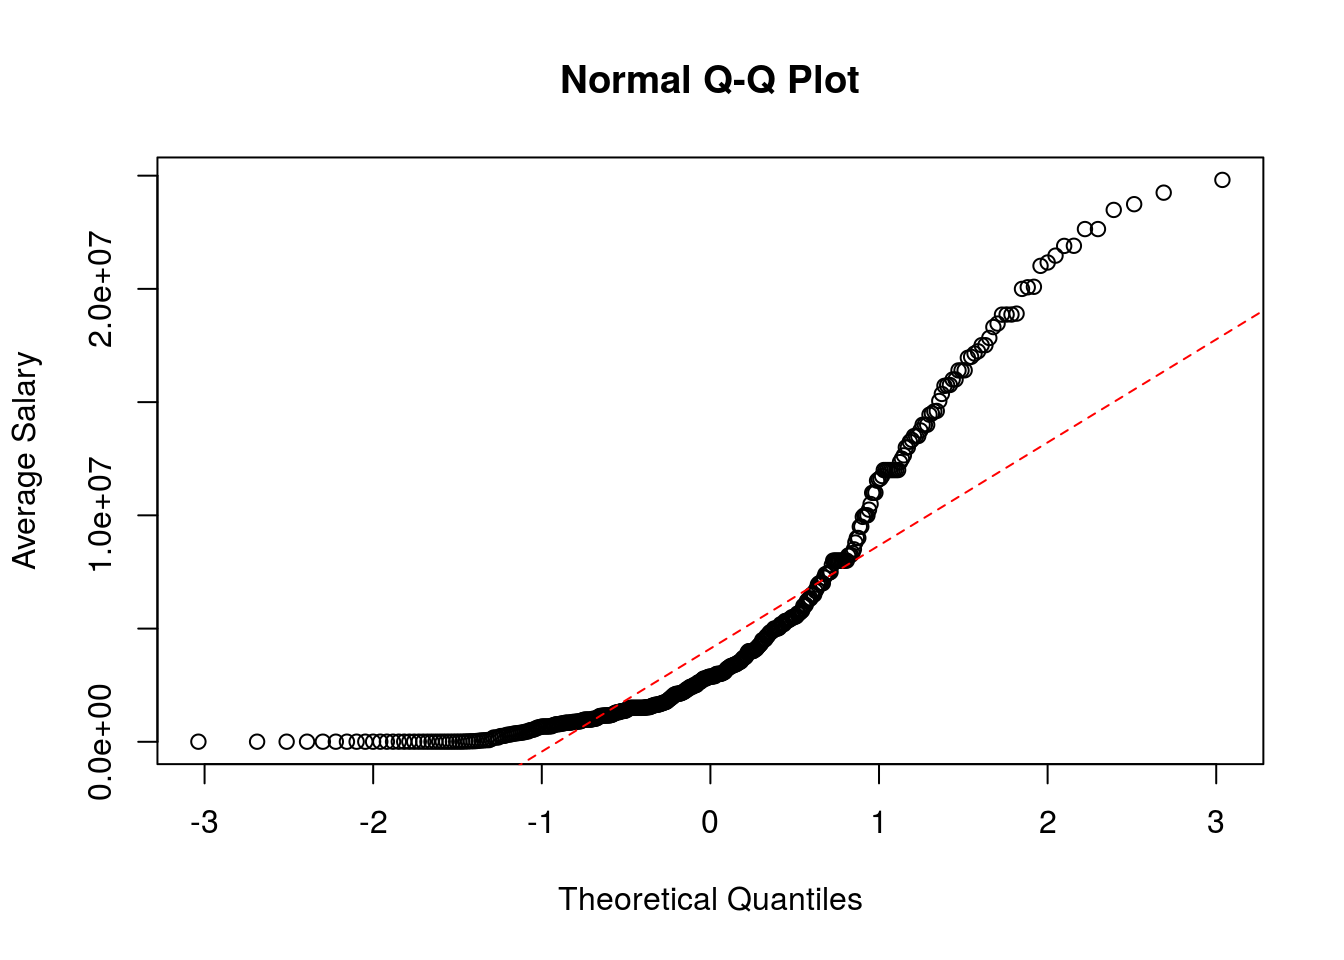 Normal Q-Q Plot
Average Salary
2.0e+07
1.0e+07
0.0e+00
-3 -2 -1 0 1 2 3
Theoretical Quantiles